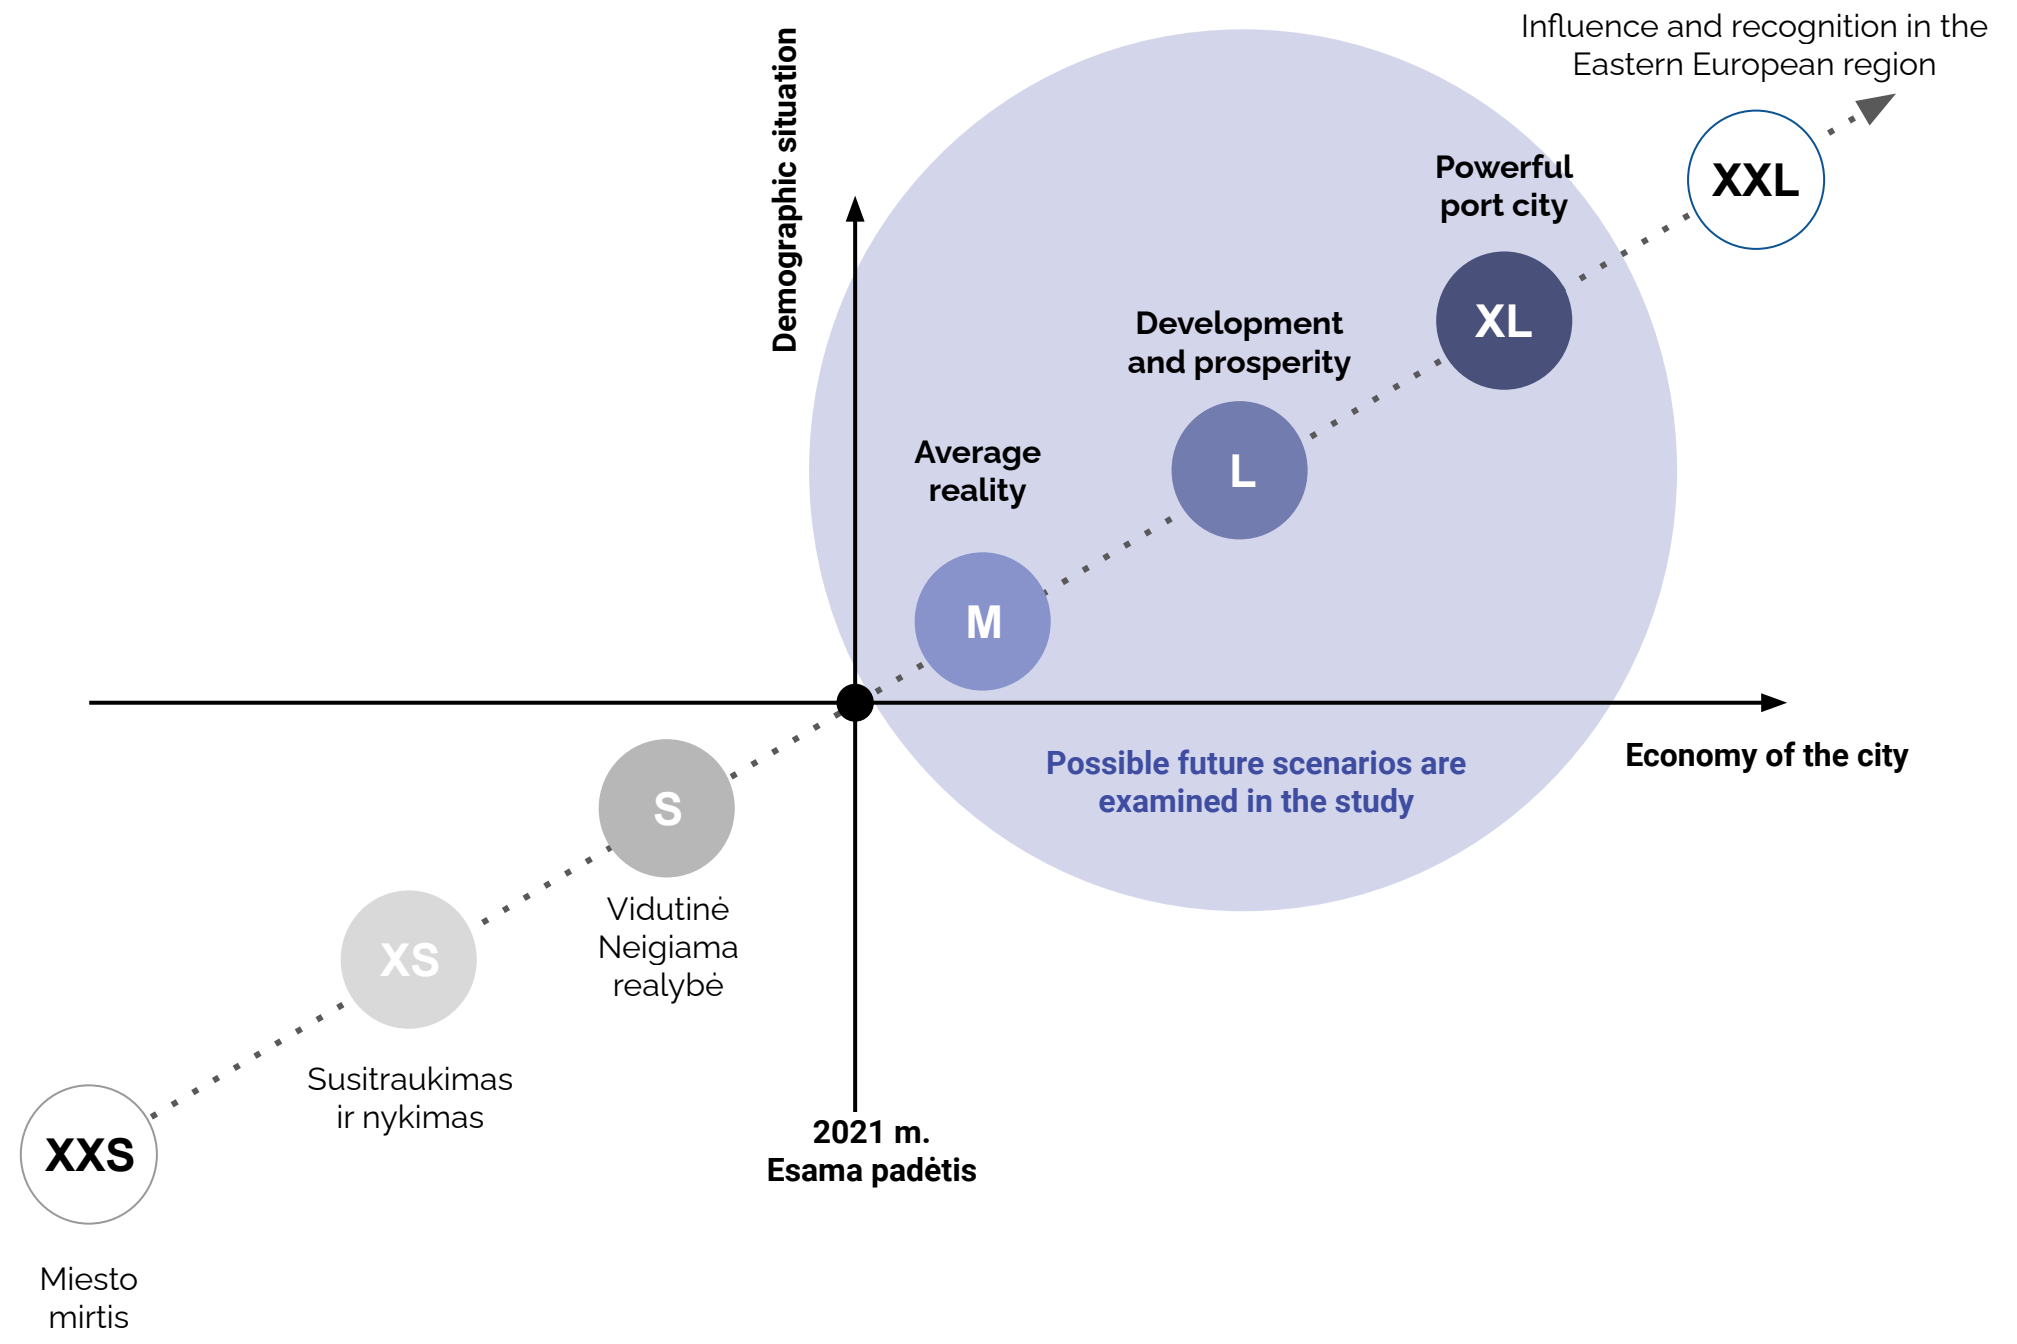 Influence and recognition in the
Eastern European region
XXL
Demographic situation
Powerful
port city
XL
Development
and prosperity
L
Average
reality
M
Economy of the city
Possible future scenarios are
examined in the study
S
Vidutinė
Neigiama
realybė
XS
Susitraukimas
ir nykimas
XXS
Miesto
mirtis
2021 m.
Esama padėtis